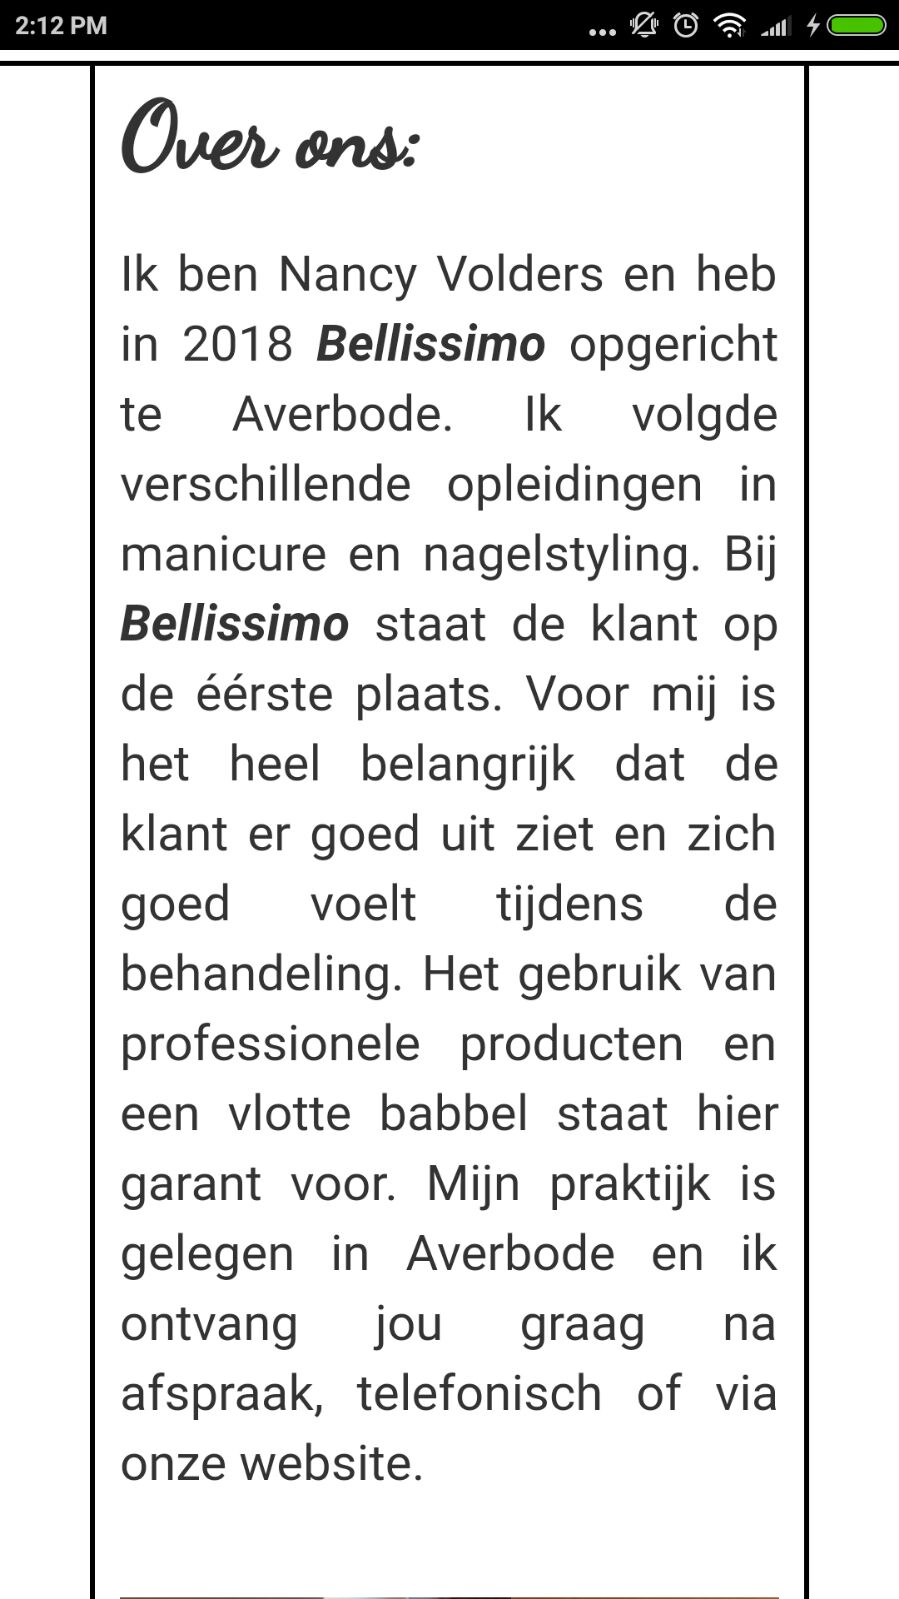 2:12 PM
Over ons:
Ik ben Nancy Volders en heb
in 2018 Bellissimo opgericht
te Averbode. Ik volgde
verschillende opleidingen in
manicure en nagelstyling. Bij
Bellissimo staat de klant op
de éérste plaats. Voor mij is
het heel belangrijk dat de
klant er goed uit ziet en zich
goed voelt tijdens de
behandeling. Het gebruik van
professionele producten en
een vlotte babbel staat hier
garant voor. Mijn praktijk is
gelegen in Averbode en ik
ontvang jou graag na
afspraak, telefonisch of via
onze website.